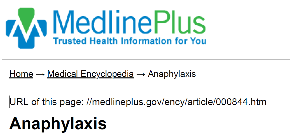 MedlinePlus
Trusted Health Information for You
Home → Medical Encyclopedia → Anaphylaxis
URL of this page: //medlineplus.gov/ency/article/000844.htm
Anaphylaxis